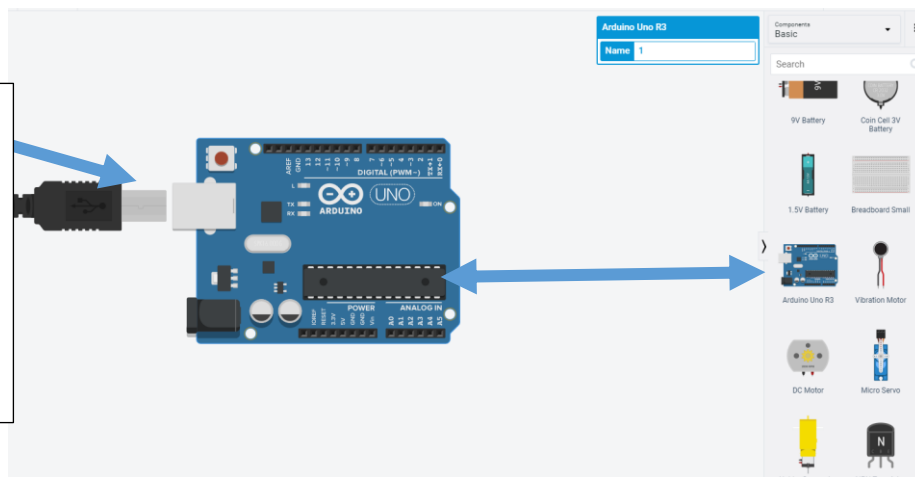 Arduino Uno R3
Name 1
Components
Basic
Search
9V
9V Battery
Coin Cell 3V
Battery
1.5V Battery
Breadboard Small
Arduino Uno R3
Vibration Motor
DC Motor
Micro Servo
N
AREF
GND
13
12
~11
~10
~9
8
7
~6
~5
4
~3
2
TX→1
RX←0
DIGITAL (PWM~)
L
TX
RX
ARDUINO
UNO
ON
POWER
ANALOG IN
IOREF
RESET
3.3V
5V
GND
GND
Vin
A0
A1
A2
A3
A4
A5